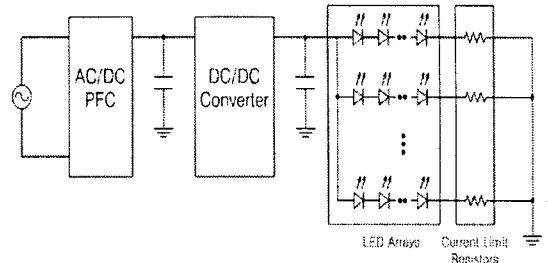 AC/DC
PFC
DC/DC
Converter
LED Arrays
Current Limit
Resistors